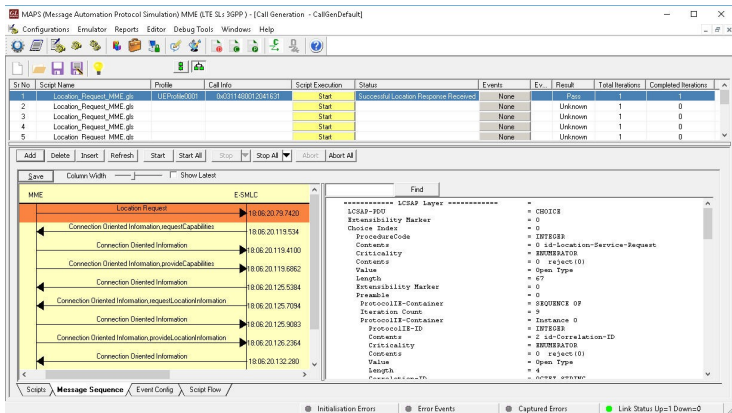 MAPS (Message Automation Protocol Simulation) MME (LTE SLs 3GPP ) - [Call Generation - CallGenDefault]
Configurations Emulator Reports Editor Debug Tools Windows Help
Sr No Script Name Profile Call Info Script Execution Status Events Ev... Result Total Iterations Completed Iterations
1 Location_Request_MME.gls UEProfile0001 0x0311480012041631 Start Successful Location Response Received None Pass 1 1
2 Location_Request_MME.gls Start None Unknown 1 0
3 Location_Request_MME.gls Start None Unknown 1 0
4 Location_Request_MME.gls Start None Unknown 1 0
5 Location_Request_MME.gls Start None Unknown 1 0
Add Delete Insert Refresh Start Start All Stop Stop All Abort Abort All
Save Column Width Show Latest
Find
MME E-SMLC
Location Request
18:06:20.79.7420
Connection Oriented Information,requestCapabilities
18:06:20.119.534
Connection Oriented Information
18:06:20.119.4100
Connection Oriented Information,provideCapabilities
18:06:20.119.6862
Connection Oriented Information
18:06:20.125.5384
Connection Oriented Information,requestLocationInformation
18:06:20.125.7094
Connection Oriented Information
18:06:20.125.9083
Connection Oriented Information,provideLocationInformation
18:06:20.126.2364
Connection Oriented Information
18:06:20.132.280
============ LCSAP Layer ============ =
LCSAP-PDU = CHOICE
Extensibility Marker = 0
Choice Index = 0
ProcedureCode = INTEGER
Contents = 0 id-Location-Service-Request
Criticality = ENUMERATOR
Contents = 0 reject(0)
Value = Open Type
Length = 67
Extensibility Marker = 0
Preamble = 0
ProtocolIE-Container = SEQUENCE OF
Iteration Count = 9
ProtocolIE-Container = Instance 0
ProtocolIE-ID = INTEGER
Contents = 2 id-Correlation-ID
Criticality = ENUMERATOR
Contents = 0 reject(0)
Value = Open Type
Length = 4
Correlation-ID = OCTET STRING
Scripts Message Sequence Event Config Script Flow
Initialisation Errors Error Events Captured Errors Link Status Up=1 Down=0